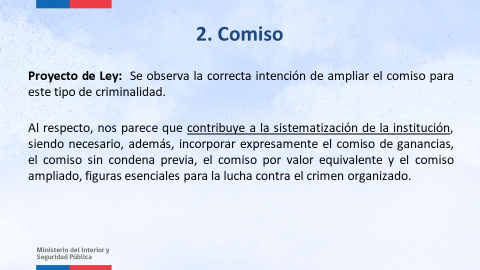 2. Comiso
Proyecto de Ley: Se observa la correcta intención de ampliar el comiso para
este tipo de criminalidad.
Al respecto, nos parece que contribuye a la sistematización de la institución,
siendo necesario, además, incorporar expresamente el comiso de ganancias,
el comiso sin condena previa, el comiso por valor equivalente y el comiso
ampliado, figuras esenciales para la lucha contra el crimen organizado.
Ministerio del Interior y
Seguridad Pública